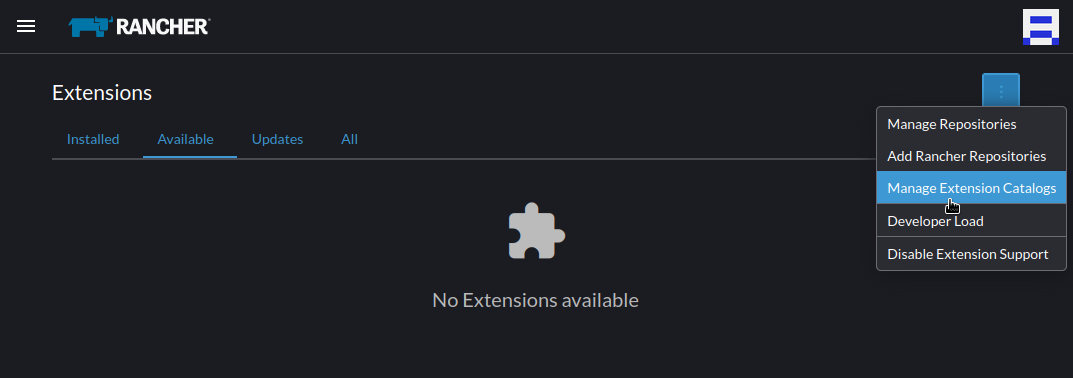 RANCHER
Extensions
Installed Available Updates All
Manage Repositories
Add Rancher Repositories
Manage Extension Catalogs
Developer Load
Disable Extension Support
No Extensions available